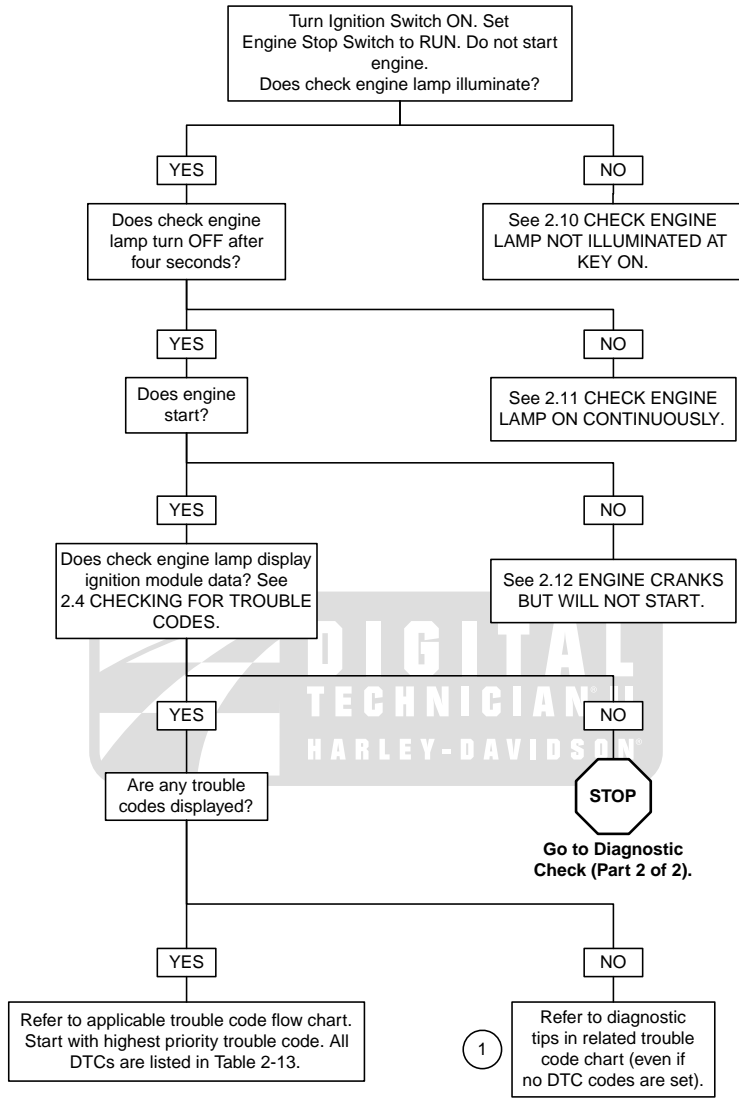 Turn Ignition Switch ON. Set
Engine Stop Switch to RUN. Do not start
engine.
Does check engine lamp illuminate?
YES
NO
Does check engine
lamp turn OFF after
four seconds?
See 2.10 CHECK ENGINE
LAMP NOT ILLUMINATED AT
KEY ON.
YES
NO
Does engine
start?
See 2.11 CHECK ENGINE
LAMP ON CONTINUOUSLY.
YES
NO
Does check engine lamp display
ignition module data? See
2.4 CHECKING FOR TROUBLE
CODES.
See 2.12 ENGINE CRANKS
BUT WILL NOT START.
DIGITAL
TECHNICIAN® II
HARLEY-DAVIDSON®
YES
NO
Are any trouble
codes displayed?
STOP
Go to Diagnostic
Check (Part 2 of 2).
YES
NO
Refer to applicable trouble code flow chart.
Start with highest priority trouble code. All
DTCs are listed in Table 2-13.
1
Refer to diagnostic
tips in related trouble
code chart (even if
no DTC codes are set).